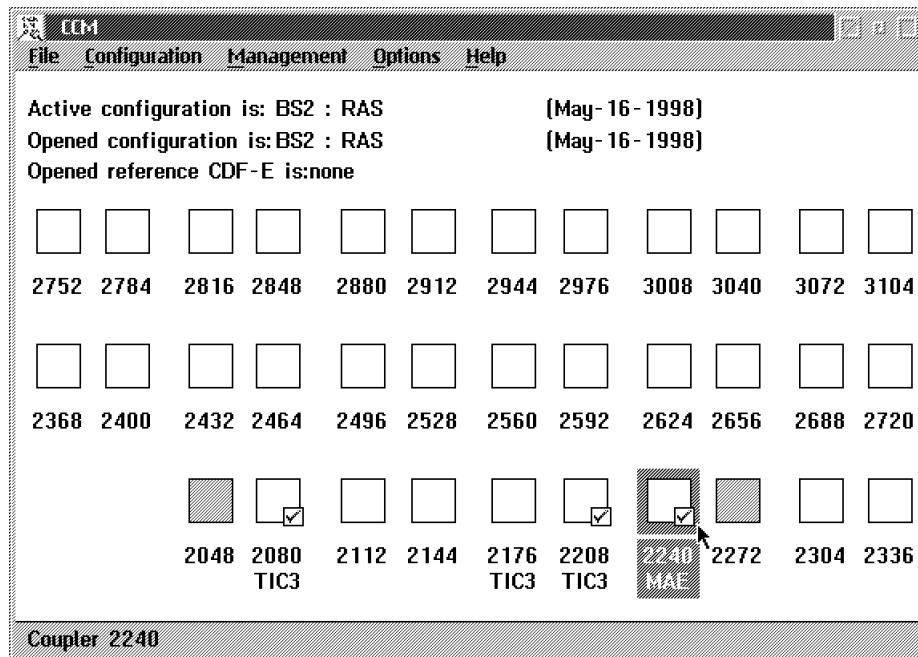 CCM
File Configuration Management Options Help
Active configuration is: BS2 : RAS (May-16-1998)
Opened configuration is:BS2 : RAS (May-16-1998)
Opened reference CDF-E is:none
2752 2784 2816 2848 2880 2912 2944 2976 3008 3040 3072 3104
2368 2400 2432 2464 2496 2528 2560 2592 2624 2656 2688 2720
2048 2080 2112 2144 2176 2208 2240 2272 2304 2336
TIC3 TIC3 TIC3 MAE
Coupler 2240